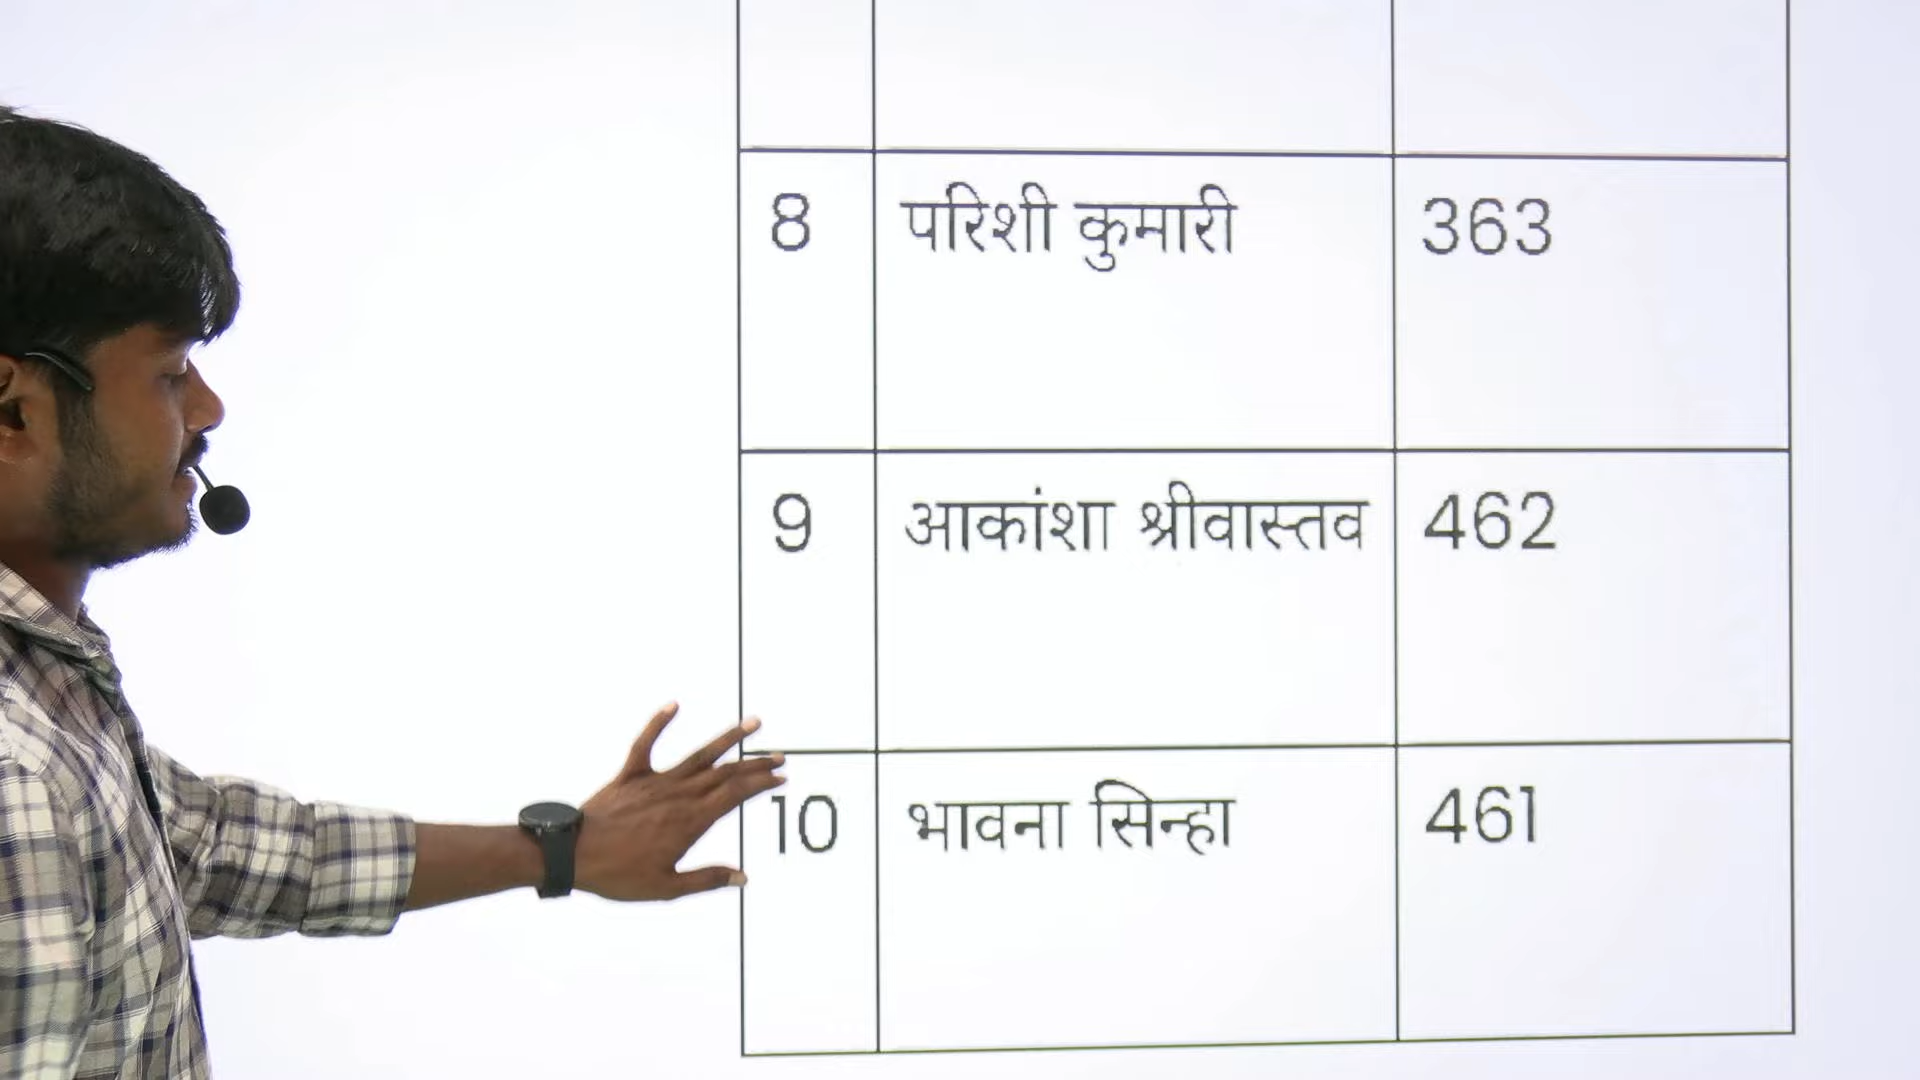 8 परिशी कुमारी 363
9 आकांशा श्रीवास्तव 462
10 भावना सिन्हा 461